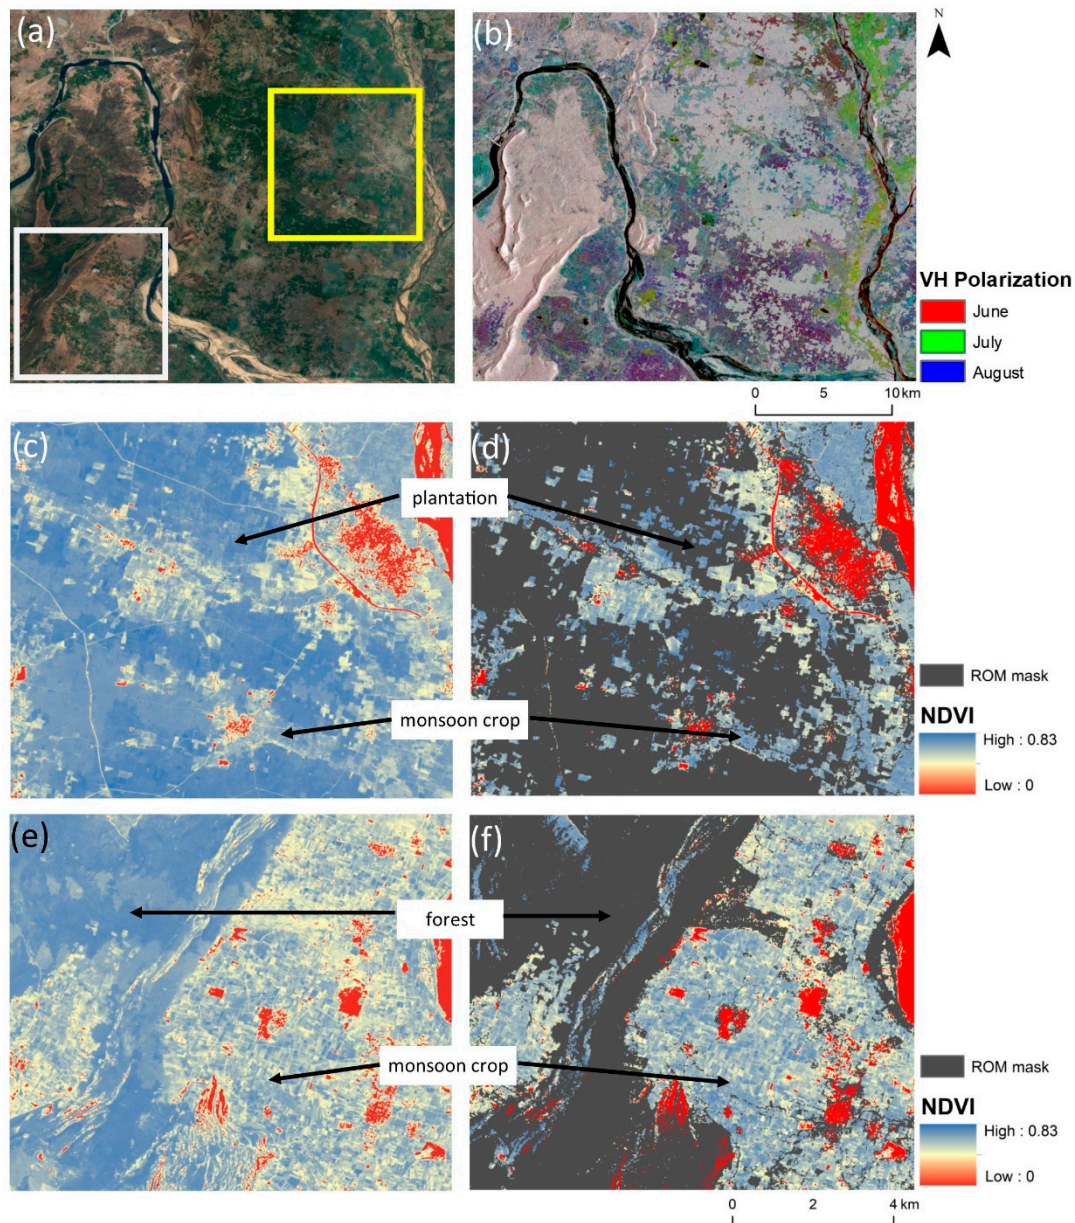 (a)
(b)
N
VH Polarization
June
July
August
0 5 10 km
(c)
(d)
plantation
monsoon crop
ROM mask
NDVI
High : 0.83
Low : 0
(e)
(f)
forest
monsoon crop
ROM mask
NDVI
High : 0.83
Low : 0
0 2 4 km